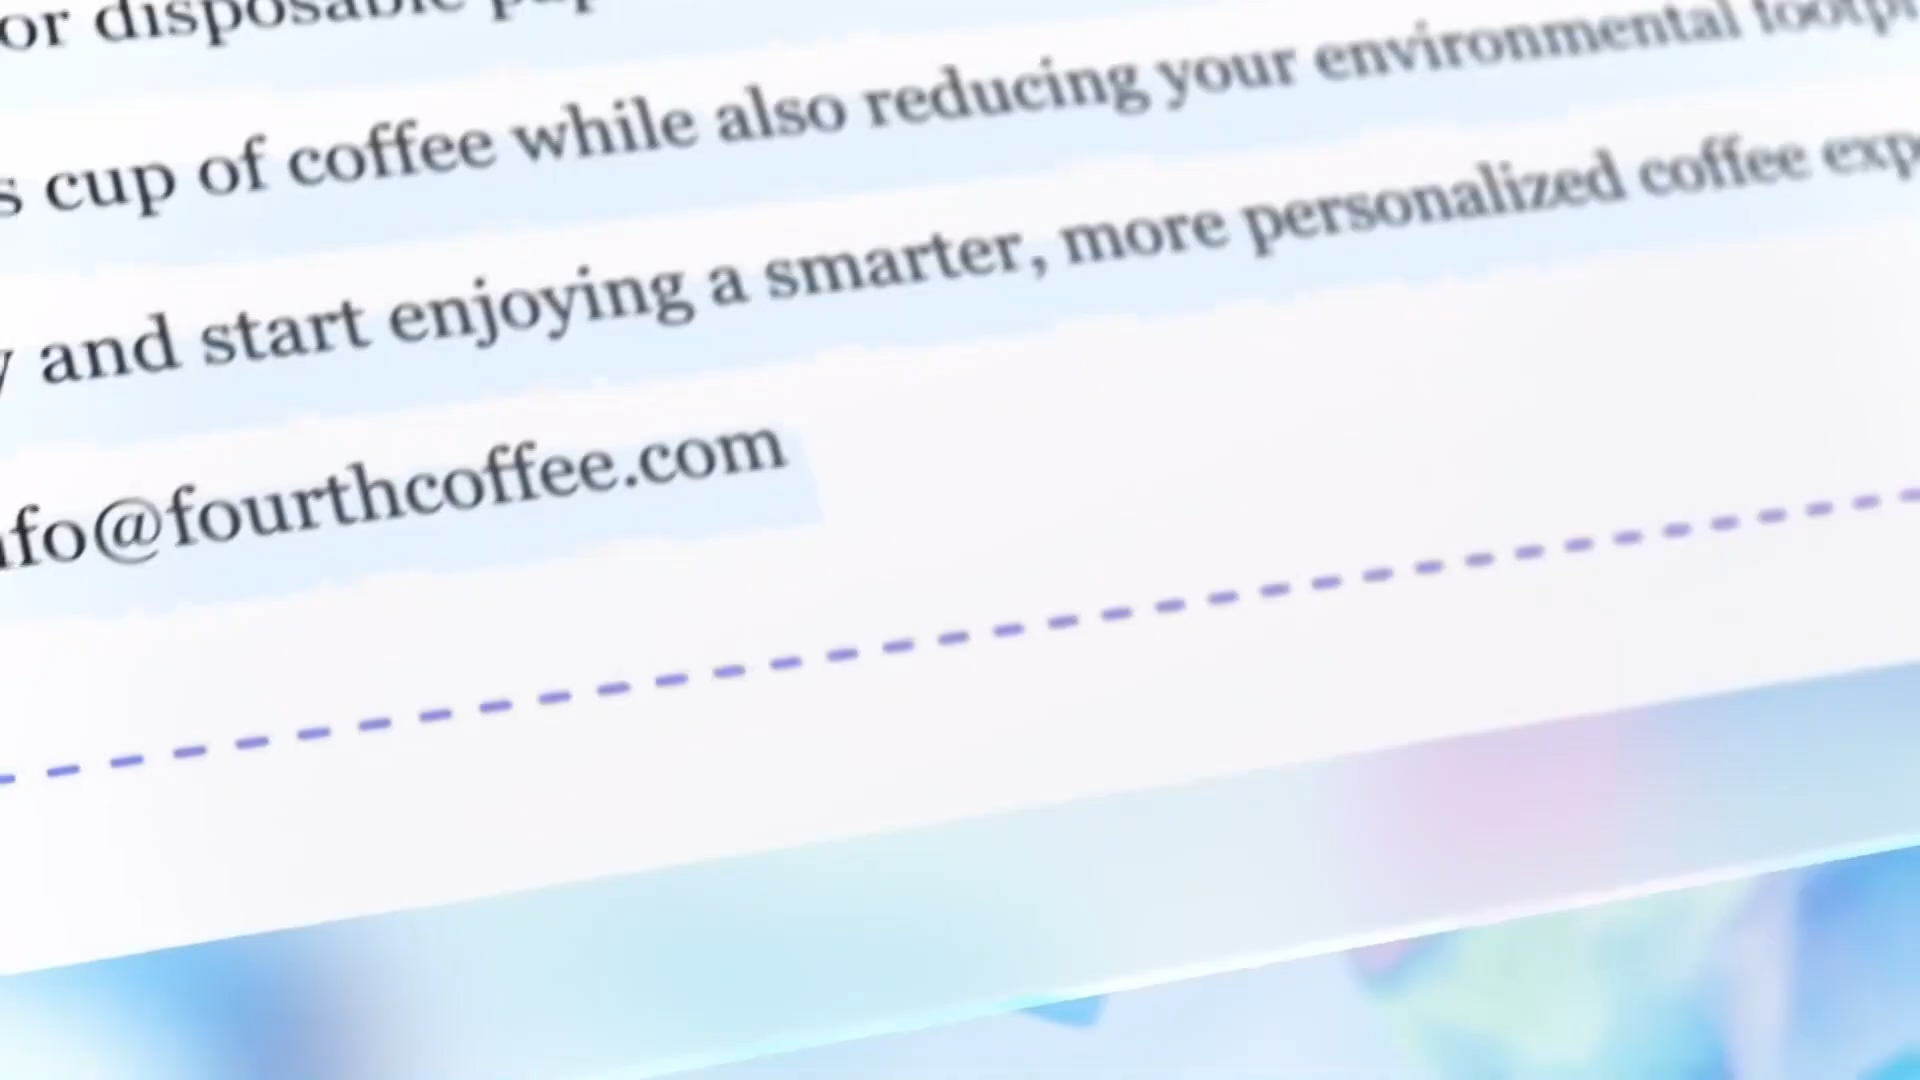 or disposable
cup of coffee while also reducing your environmental
and start enjoying a smarter, more personalized coffee
nfo@fourthcoffee.com